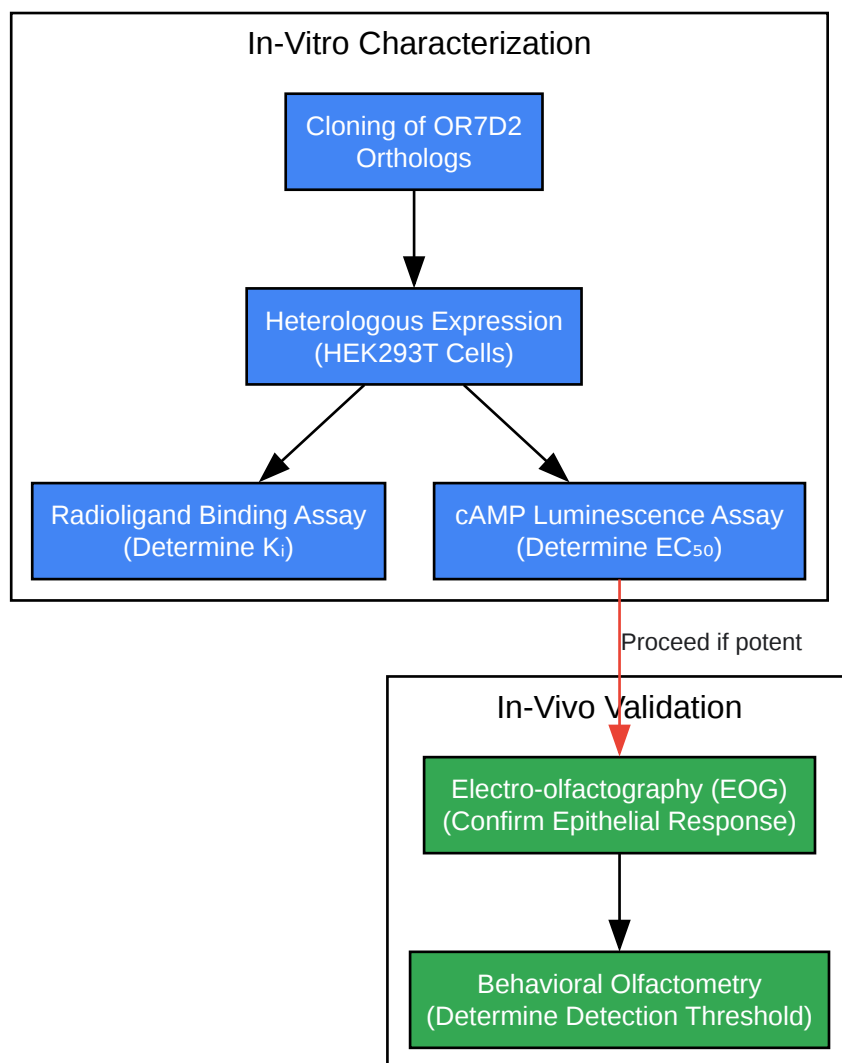 In-Vitro Characterization
Cloning of OR7D2
Orthologs
Heterologous Expression
(HEK293T Cells)
Radioligand Binding Assay
(Determine Kᵢ)
cAMP Luminescence Assay
(Determine EC₅₀)
Proceed if potent
In-Vivo Validation
Electro-olfactography (EOG)
(Confirm Epithelial Response)
Behavioral Olfactometry
(Determine Detection Threshold)